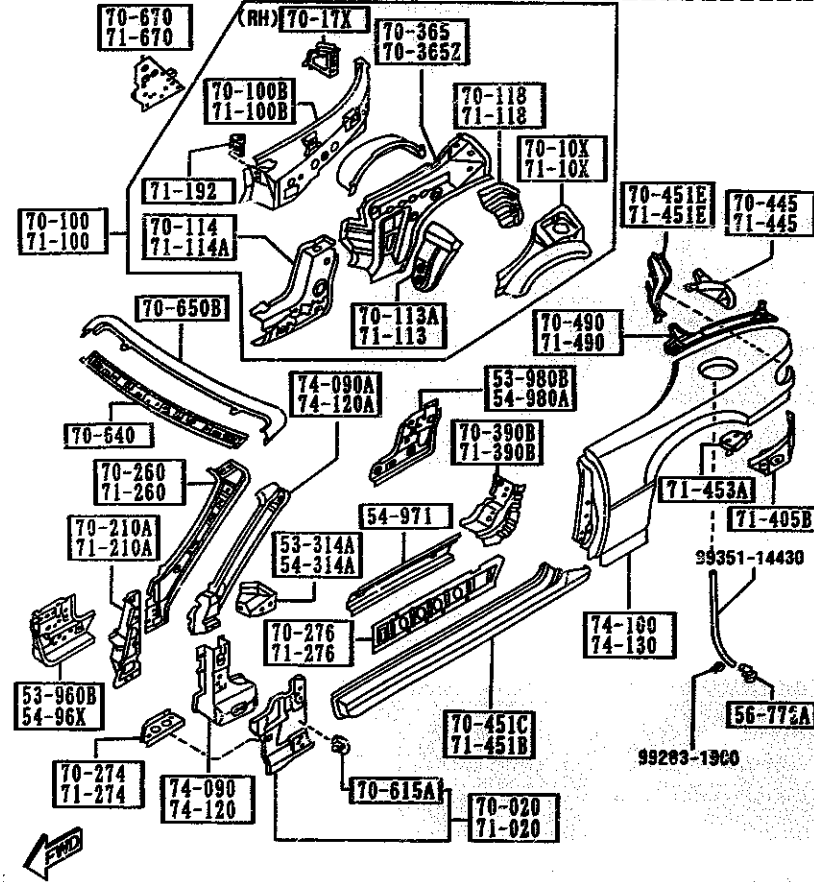 70-670
71-670
(RH)
70-17X
70-365
70-365Z
70-100B
71-100B
70-118
71-118
70-10X
71-10X
71-192
70-451E
71-451E
70-445
71-445
70-100
71-100
70-114
71-114A
70-650B
70-113A
71-113
70-490
71-490
74-090A
74-120A
53-980B
54-980A
70-640
70-390B
71-390B
70-260
71-260
71-453A
54-971
71-405B
70-210A
71-210A
53-314A
54-314A
99351-14430
70-276
71-276
74-100
74-130
53-960B
54-96X
70-451C
71-451B
56-778A
99283-1900
70-274
71-274
74-090
74-120
70-615A
70-020
71-020
FWD